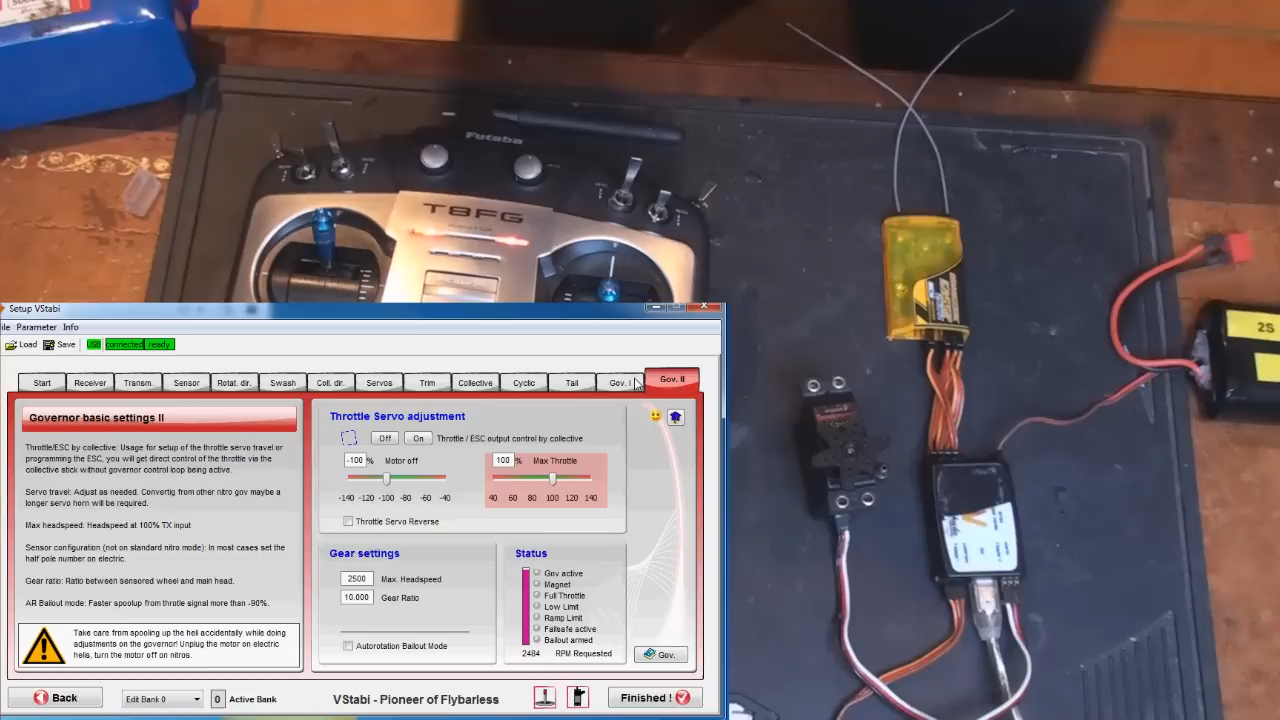 Futaba
T8FG
2S
Setup VStabi
ile Parameter Info
Load Save USB connected ready
Start Receiver Transm. Sensor Rotat. dir. Swash Coll. dir. Servos Trim Collective Cyclic Tail Gov. I Gov. II
Governor basic settings II
Throttle/ESC by collective: Usage for setup of the throttle servo travel or
programming the ESC, you will get direct control of the throttle via the
collective stick without governor control loop being active.
Servo travel: Adjust as needed. Convertig from other nitro gov maybe a
longer servo horn will be required.
Max headspeed: Headspeed at 100% TX input
Sensor configuration (not on standard nitro mode): In most cases set the
half pole number on electric.
Gear ratio: Ratio between sensored wheel and main head.
AR Bailout mode: Faster spoolup from throttle signal more than -90%.
Take care from spooling up the heli accidentally while doing
adjustments on the governor! Unplug the motor on electric
helis, turn the motor off on nitros.
Throttle Servo adjustment
Off On Throttle / ESC output control by collective
-100 % Motor off 100 % Max Throttle
-140 -120 -100 -80 -60 -40 40 60 80 100 120 140
Throttle Servo Reverse
Gear settings
2500 Max. Headspeed
10.000 Gear Ratio
Autorotation Bailout Mode
Status
Gov active
Magnet
Full Throttle
Low Limit
Ramp Limit
Failsafe active
Bailout armed
2484 RPM Requested
Gov.
Back Edit Bank 0 0 Active Bank VStabi - Pioneer of Flybarless Finished !